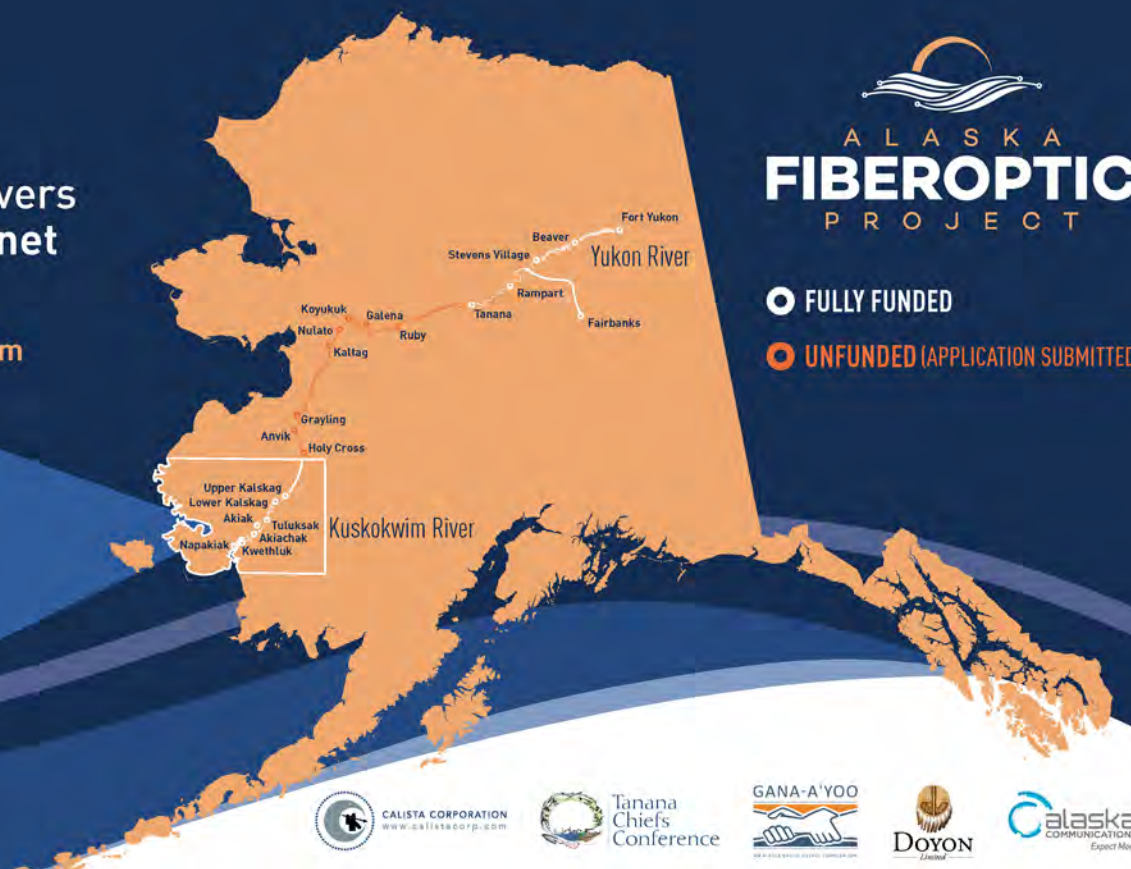 vers
net
m
ALASKA
FIBEROPTIC
PROJECT
FULLY FUNDED
UNFUNDED (APPLICATION SUBMITTED
Fort Yukon
Beaver
Stevens Village
Yukon River
Rampart
Tanana
Fairbanks
Koyukuk
Galena
Nulato
Ruby
Kaltag
Grayling
Anvik
Holy Cross
Upper Kalskag
Lower Kalskag
Akiak
Tuluksak
Akiachak
Napakiak
Kwethluk
Kuskokwim River
CALISTA CORPORATION
www.calistacorp.com
Tanana
Chiefs
Conference
GANA-A'YOO
DOYON
Limited
alaska
COMMUNICATION
Expect Mor